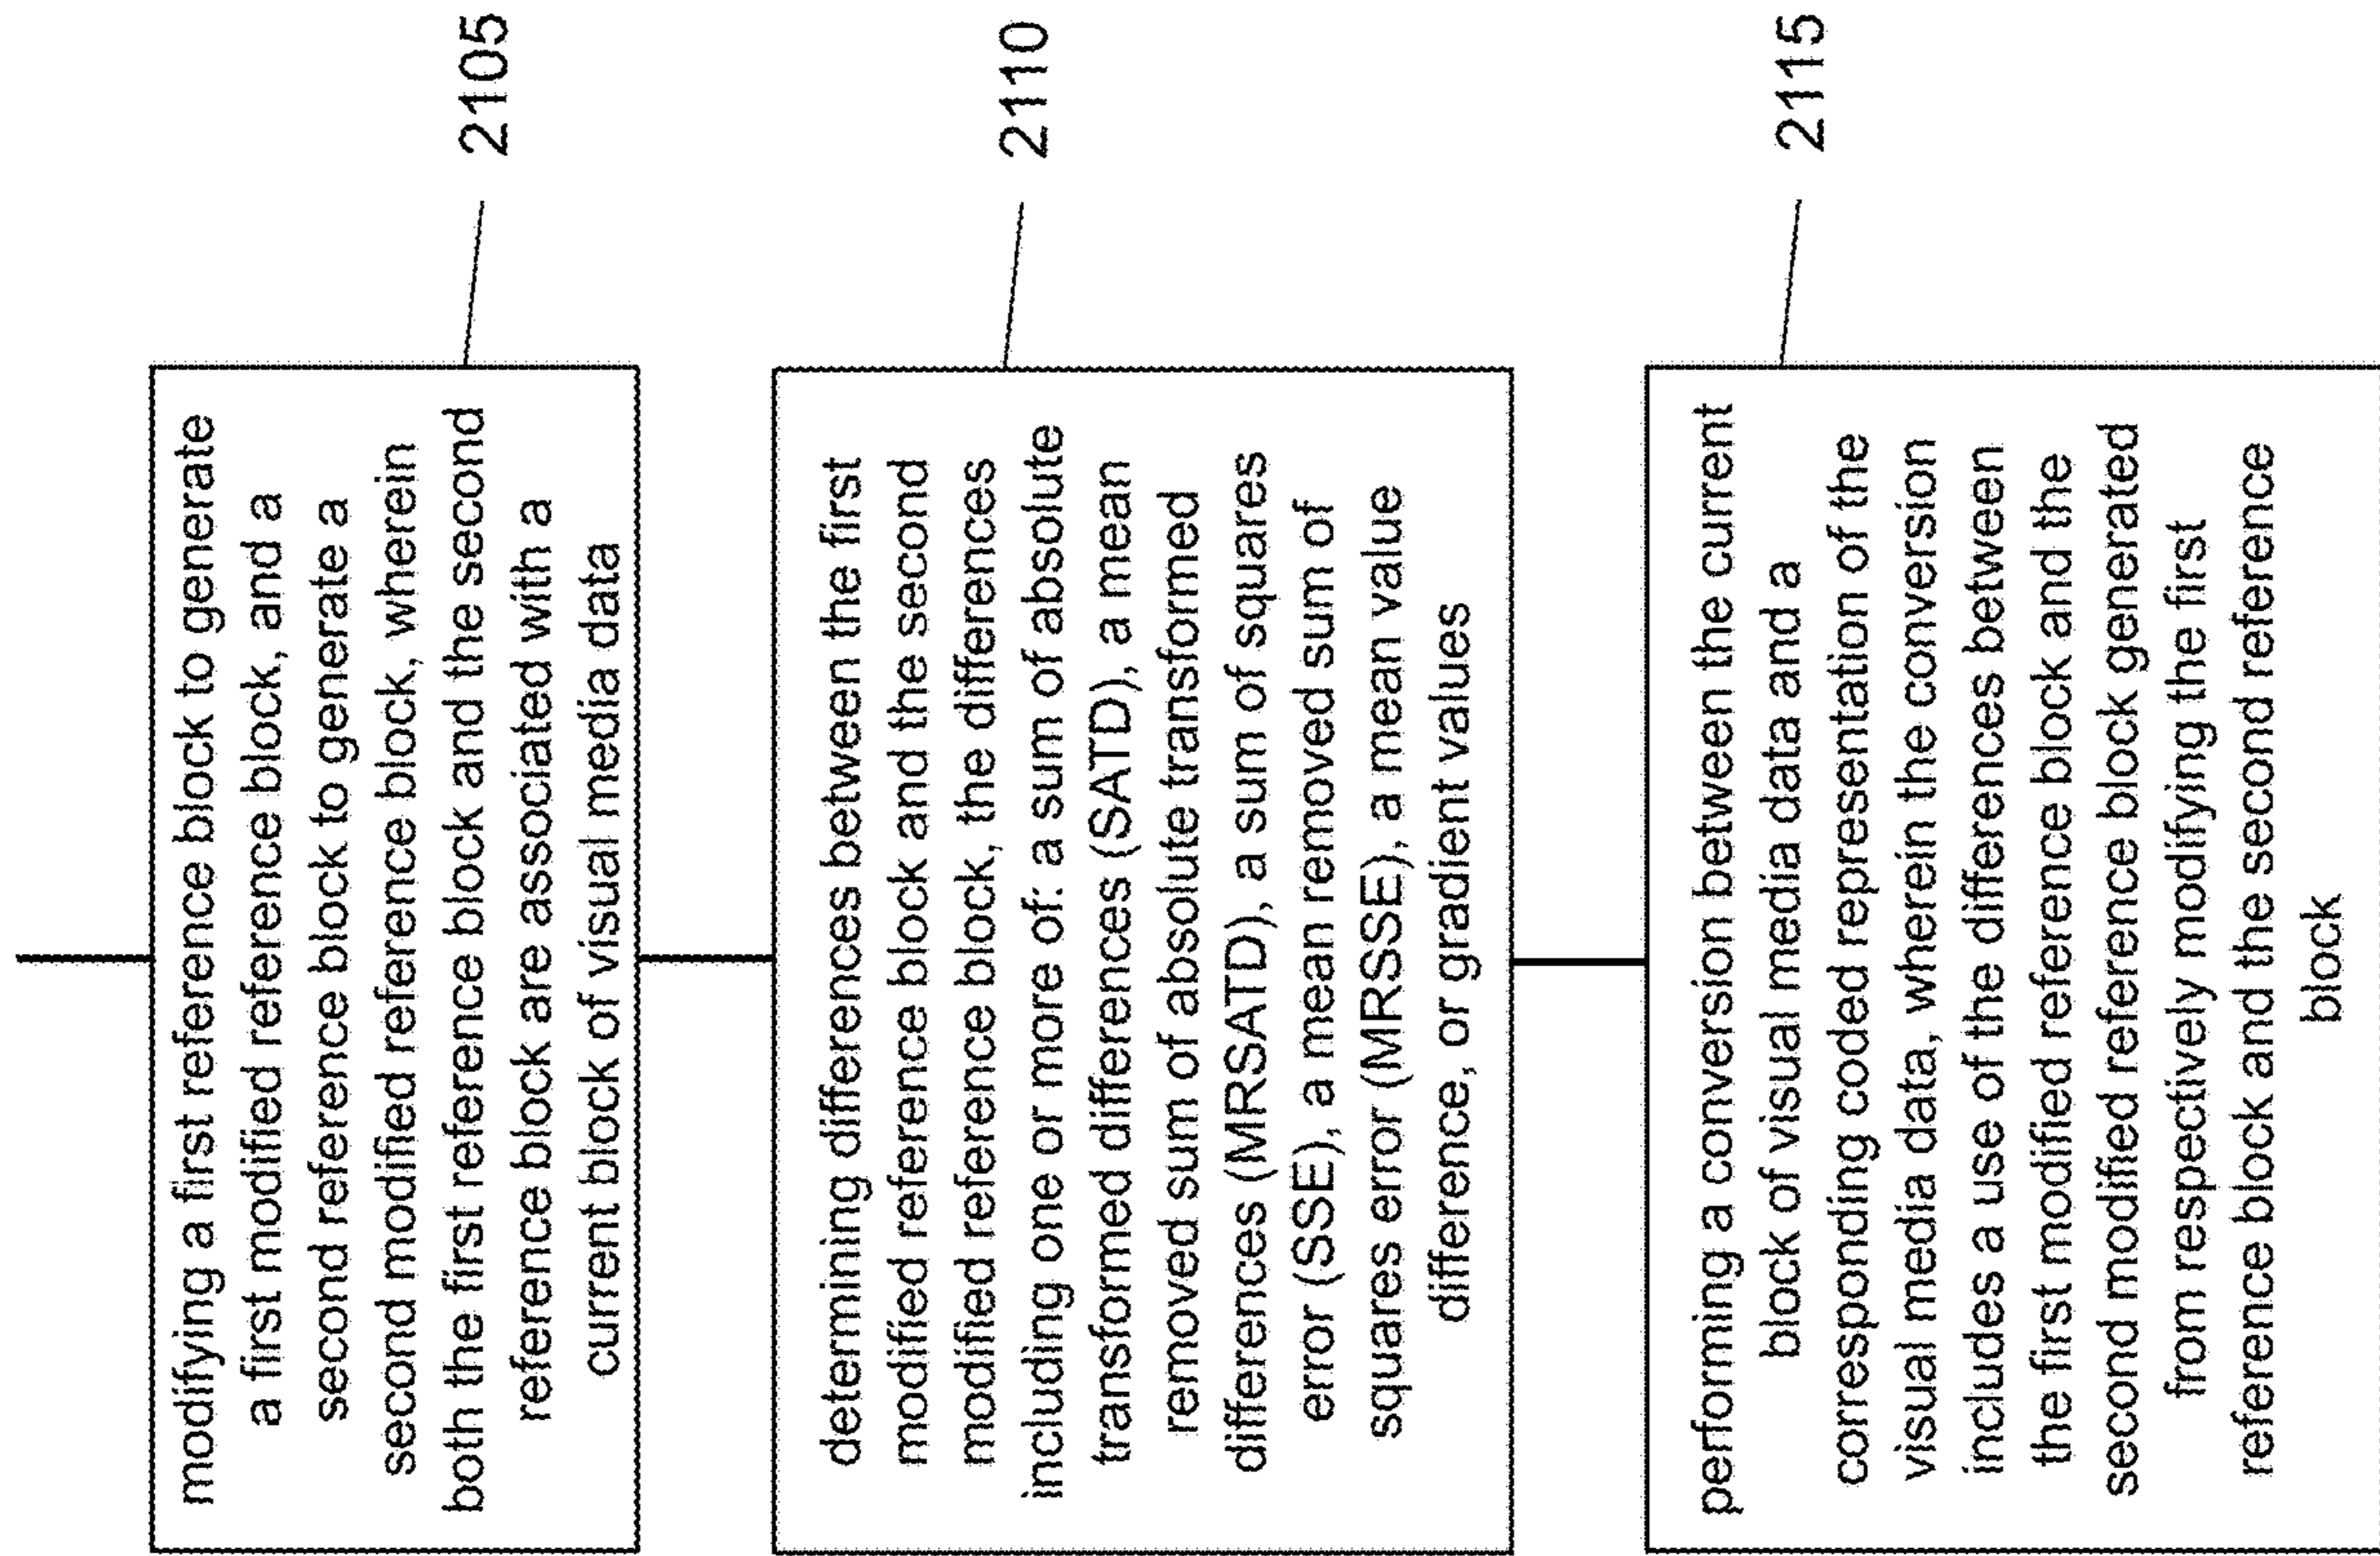 modifying a first reference block to generate
a first modified reference block, and a
second reference block to generate a
second modified reference block, wherein
both the first reference block and the second
reference block are associated with a
current block of visual media data
2105
determining differences between the first
modified reference block and the second
modified reference block, the differences
including one or more of: a sum of absolute
transformed differences (SATD), a mean
removed sum of absolute transformed
differences (MRSATD), a sum of squares
error (SSE), a mean removed sum of
squares error (MRSSE), a mean value
difference, or gradient values
2110
performing a conversion between the current
block of visual media data and a
corresponding coded representation of the
visual media data, wherein the conversion
includes a use of the differences between
the first modified reference block and the
second modified reference block generated
from respectively modifying the first
reference block and the second reference
block
2115